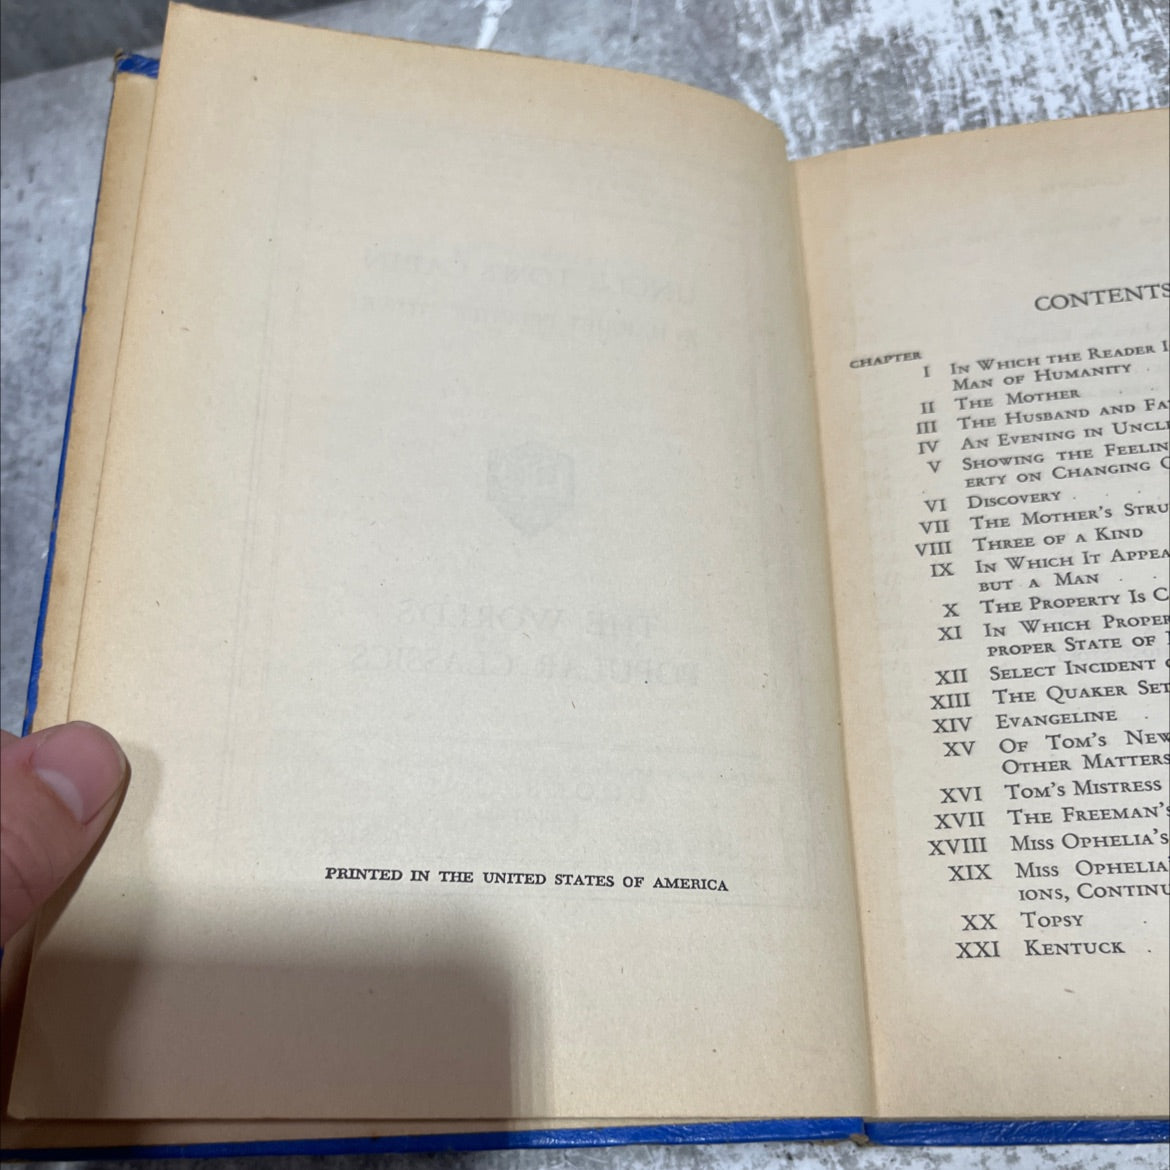 PRINTED IN THE UNITED STATES OF AMERICA
CONTENTS
CHAPTER
I IN WHICH THE READER
MAN OF HUMANITY .
II THE MOTHER . .
III THE HUSBAND AND
IV AN EVENING IN
V SHOWING THE
ERTY ON CHANGING
VI DISCOVERY .
VII THE MOTHER'S
VIII THREE OF A KIND
IX IN WHICH IT
BUT A MAN . .
X THE PROPERTY IS
XI IN WHICH
PROPER STATE OF
XII SELECT INCIDENT
XIII THE QUAKER
XIV EVANGELINE .
XV OF TOM'S NEW
OTHER MATTERS
XVI TOM'S MISTRESS
XVII THE FREEMAN'S
XVIII MISS OPHELIA'S
XIX MISS
IONS,
XX TOPSY .
XXI KENTUCK .